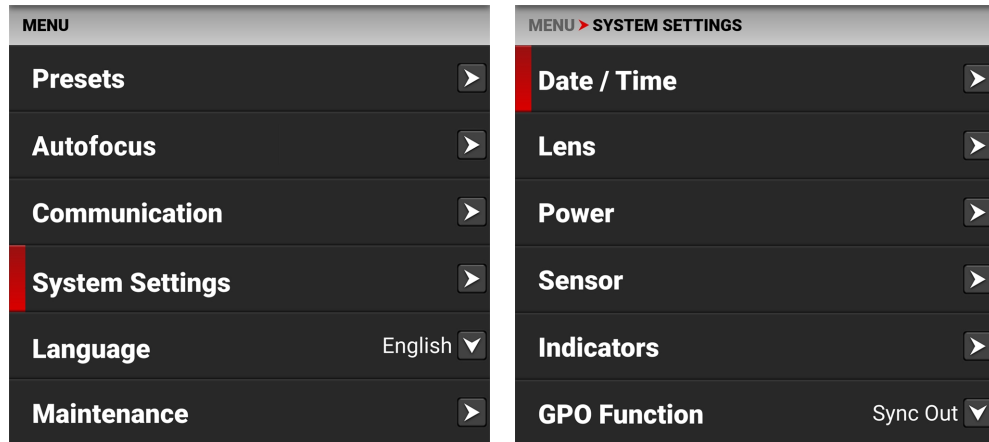 MENU
Presets
Autofocus
Communication
System Settings
Language English
Maintenance
MENU SYSTEM SETTINGS
Date / Time
Lens
Power
Sensor
Indicators
GPO Function Sync Out